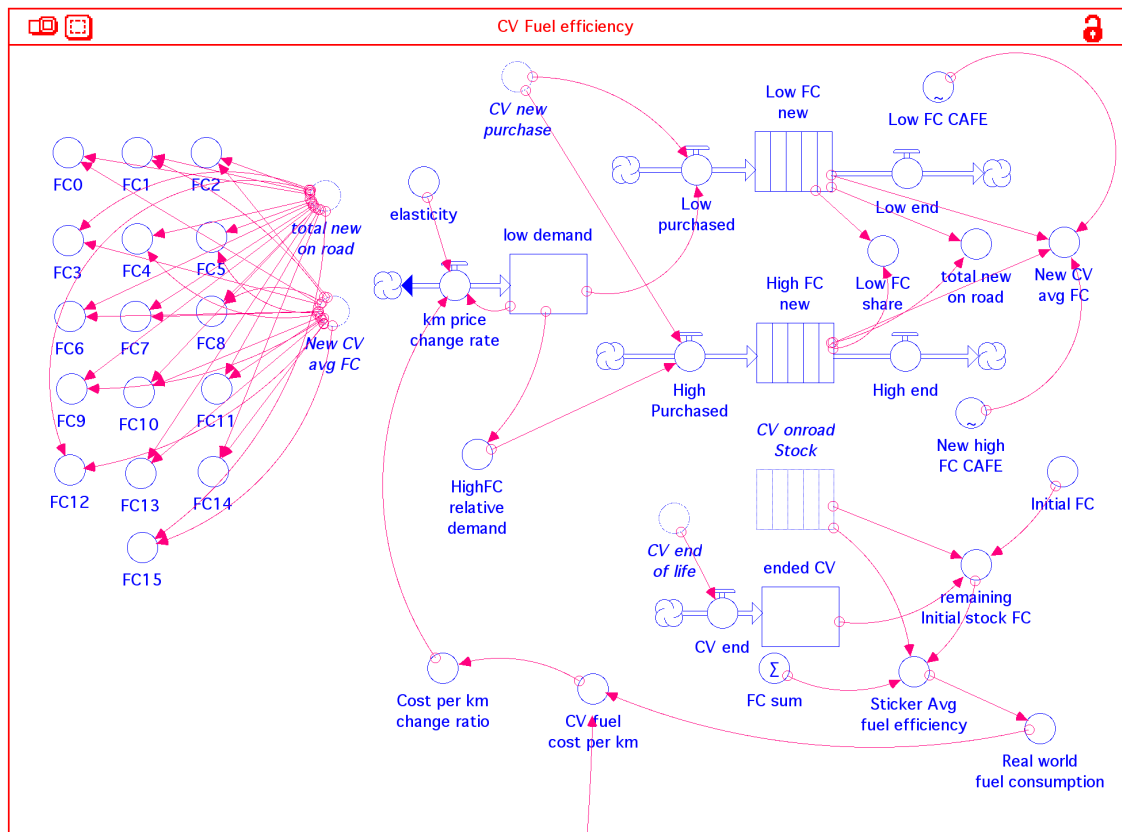 CV Fuel efficiency
CV new
purchase
Low FC
new
Low FC CAFE
FC0
FC1
FC2
elasticity
total new
on road
Low
purchased
Low end
FC3
FC4
FC5
low demand
Low FC
share
total new
on road
New CV
avg FC
High FC
new
km price
change rate
FC6
FC7
FC8
New CV
avg FC
High
Purchased
High end
~
~
FC9
FC10
FC11
New high
FC CAFE
CV onroad
Stock
FC12
FC13
FC14
HighFC
relative
demand
Initial FC
CV end
of life
ended CV
FC15
remaining
Initial stock FC
CV end
Σ
FC sum
Cost per km
change ratio
CV fuel
cost per km
Sticker Avg
fuel efficiency
Real world
fuel consumption